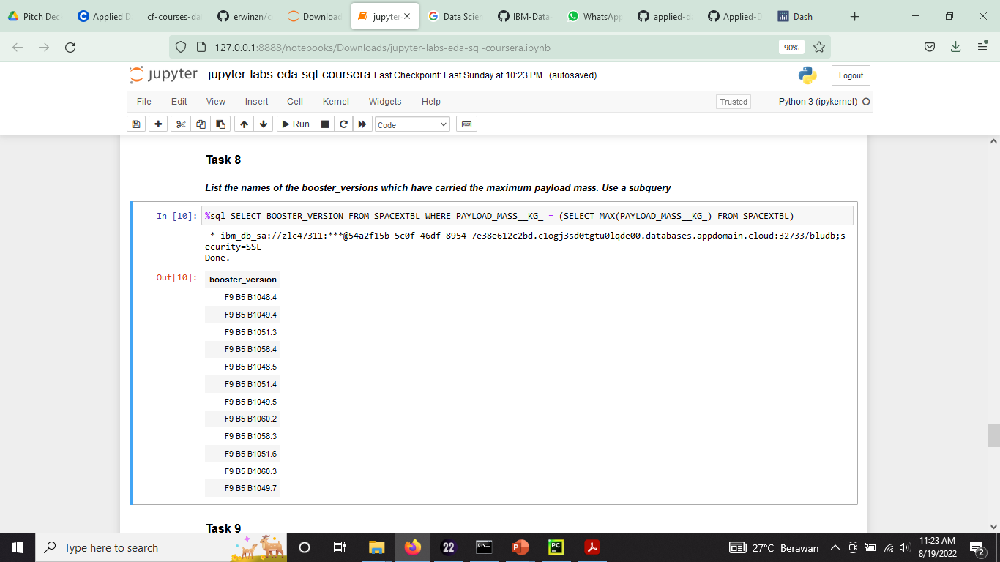 Pitch Deck
Applied D
cf-courses-da
erwinzn/c
Download
jupyter
Data Scier
IBM-Data-
WhatsApp
applied-d
Applied-D
Dash
127.0.0.1:8888/notebooks/Downloads/jupyter-labs-eda-sql-coursera.ipynb
90%
jupyter jupyter-labs-eda-sql-coursera Last Checkpoint: Last Sunday at 10:23 PM (autosaved)
Logout
File Edit View Insert Cell Kernel Widgets Help
Trusted
Python 3 (ipykernel)
Run
Code
Task 8
List the names of the booster_versions which have carried the maximum payload mass. Use a subquery
In [10]: %sql SELECT BOOSTER_VERSION FROM SPACEXTBL WHERE PAYLOAD_MASS__KG_ = (SELECT MAX(PAYLOAD_MASS__KG_) FROM SPACEXTBL)
* ibm_db_sa://zlc47311:***@54a2f15b-5c0f-46df-8954-7e38e612c2bd.c1ogj3sd0tgtu0lqde00.databases.appdomain.cloud:32733/bludb;s
ecurity=SSL
Done.
Out[10]: booster_version
F9 B5 B1048.4
F9 B5 B1049.4
F9 B5 B1051.3
F9 B5 B1056.4
F9 B5 B1048.5
F9 B5 B1051.4
F9 B5 B1049.5
F9 B5 B1060.2
F9 B5 B1058.3
F9 B5 B1051.6
F9 B5 B1060.3
F9 B5 B1049.7
Task 9
Type here to search
22
27°C Berawan
11:23 AM
8/19/2022
2